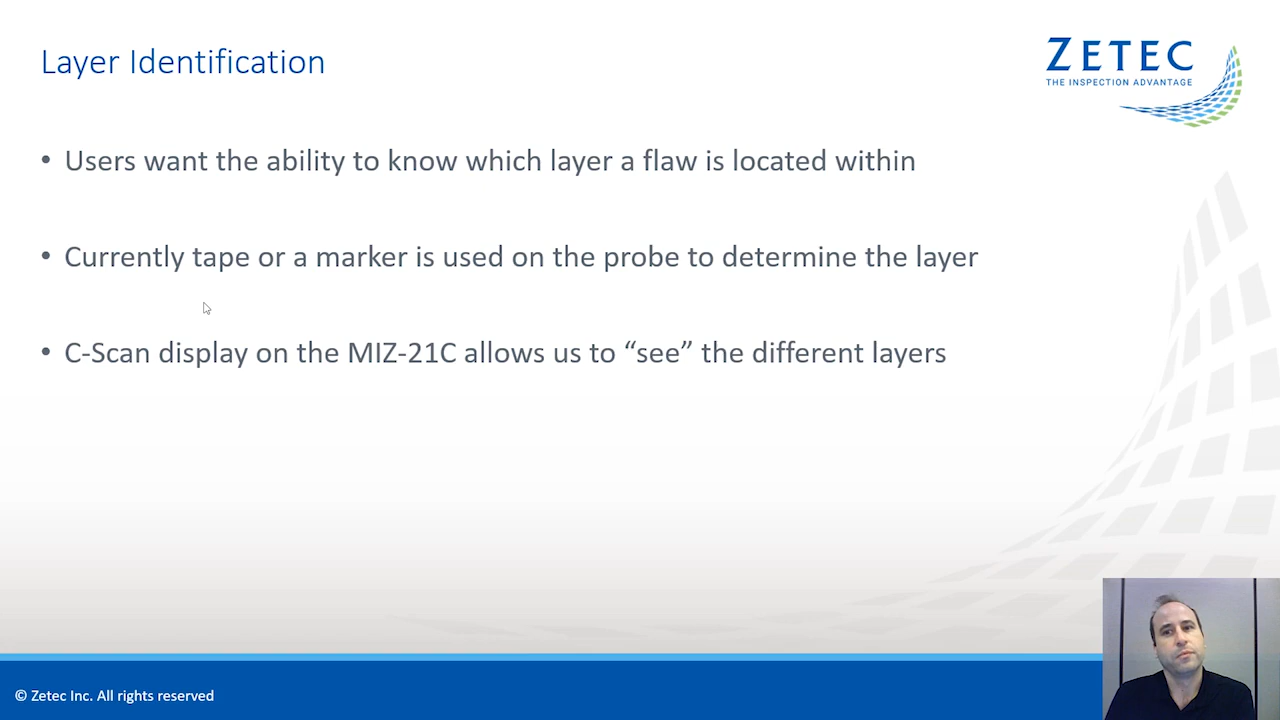 Layer Identification
ZETEC
THE INSPECTION ADVANTAGE
• Users want the ability to know which layer a flaw is located within
• Currently tape or a marker is used on the probe to determine the layer
• C-Scan display on the MIZ-21C allows us to “see” the different layers
© Zetec Inc. All rights reserved